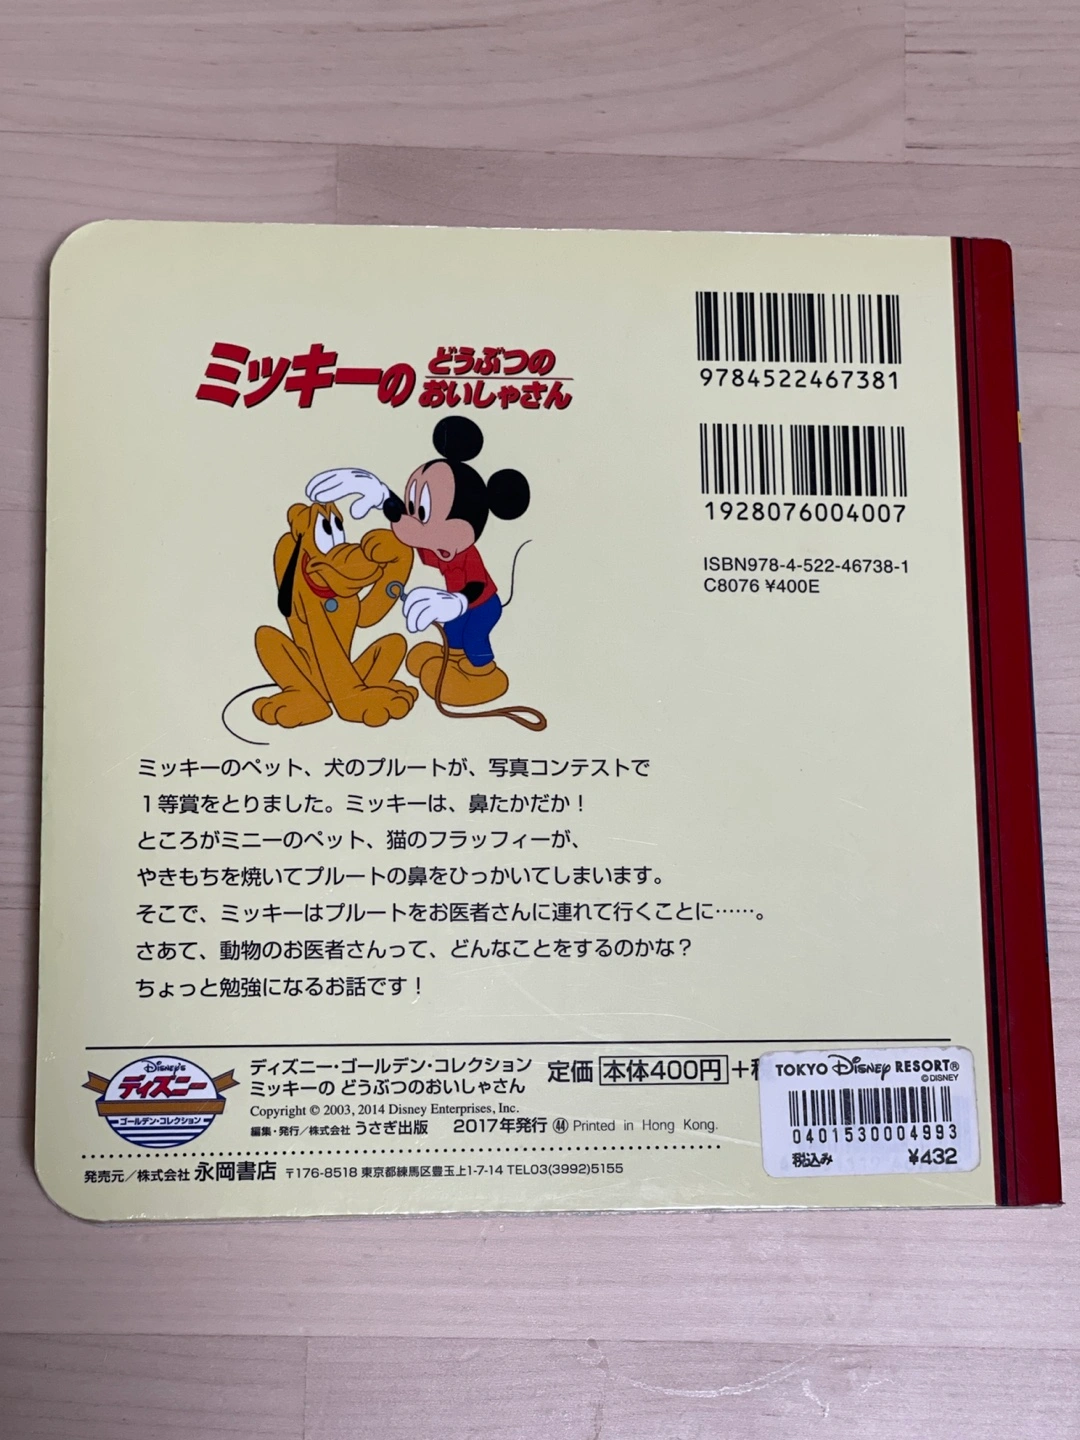 ミッキーの どうぶつの おいしゃさん
9784522467381
1928076004007
ISBN978-4-522-46738-1
C8076 ¥400E
ミッキーのペット、犬のプルートが、写真コンテストで
1等賞をとりました。ミッキーは、鼻たかだか！
ところがミニーのペット、猫のフラッフィーが、
やきもちを焼いてプルートの鼻をひっかいてしまいます。
そこで、ミッキーはプルートをお医者さんに連れて行くことに……。
さあて、動物のお医者さんって、どんなことをするのかな？
ちょっと勉強になるお話です！
Disney's
ディズニー
ゴールデン・コレクション
ディズニー・ゴールデン・コレクション
ミッキーの どうぶつのおいしゃさん
定価 本体400円＋
Copyright © 2003, 2014 Disney Enterprises, Inc.
編集・発行／株式会社 うさぎ出版 2017年発行 ㊹ Printed in Hong Kong.
発売元／株式会社 永岡書店 〒176-8518 東京都練馬区豊玉上1-7-14 TEL03(3992)5155
TOKYO Disney RESORT®
©DISNEY
0401530004993
税込み ¥432